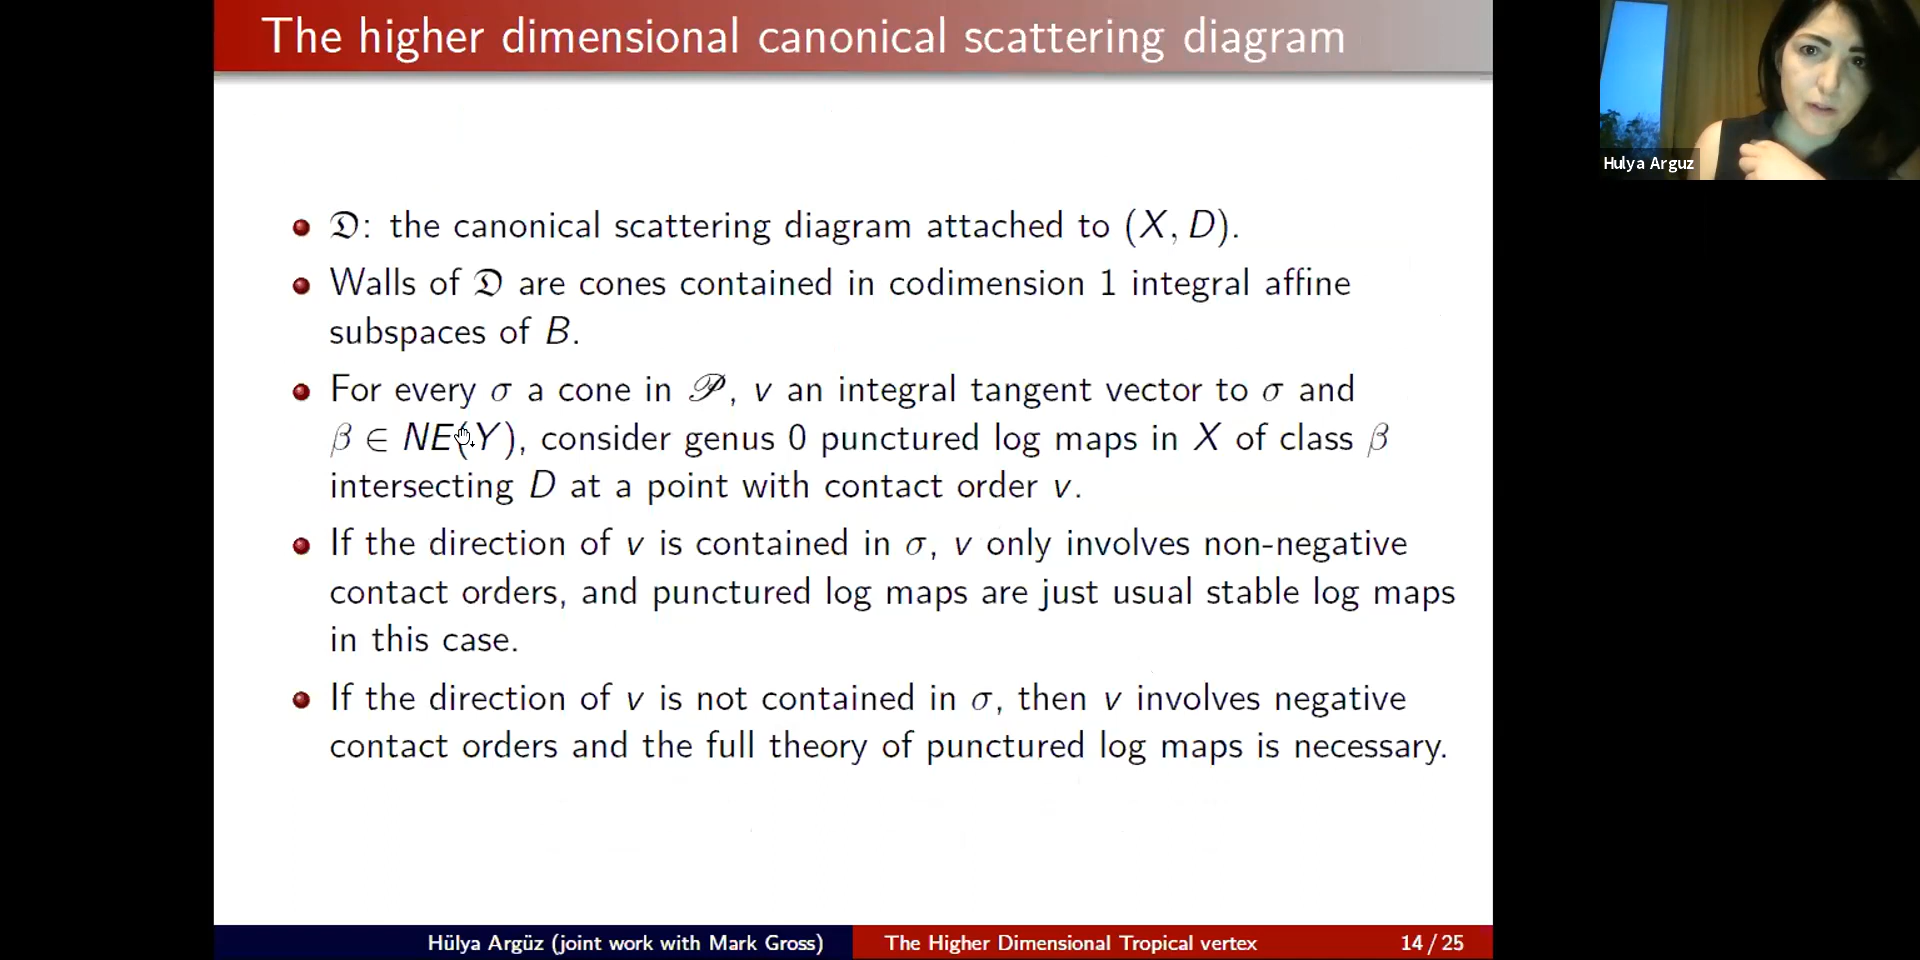 The higher dimensional canonical scattering diagram
Hulya Arguz
𝔇: the canonical scattering diagram attached to (X, D).
Walls of 𝔇 are cones contained in codimension 1 integral affine
subspaces of B.
For every σ a cone in 𝒫, v an integral tangent vector to σ and
β ∈ NE(Y), consider genus 0 punctured log maps in X of class β
intersecting D at a point with contact order v.
If the direction of v is contained in σ, v only involves non-negative
contact orders, and punctured log maps are just usual stable log maps
in this case.
If the direction of v is not contained in σ, then v involves negative
contact orders and the full theory of punctured log maps is necessary.
Hülya Argüz (joint work with Mark Gross)
The Higher Dimensional Tropical vertex
14 / 25